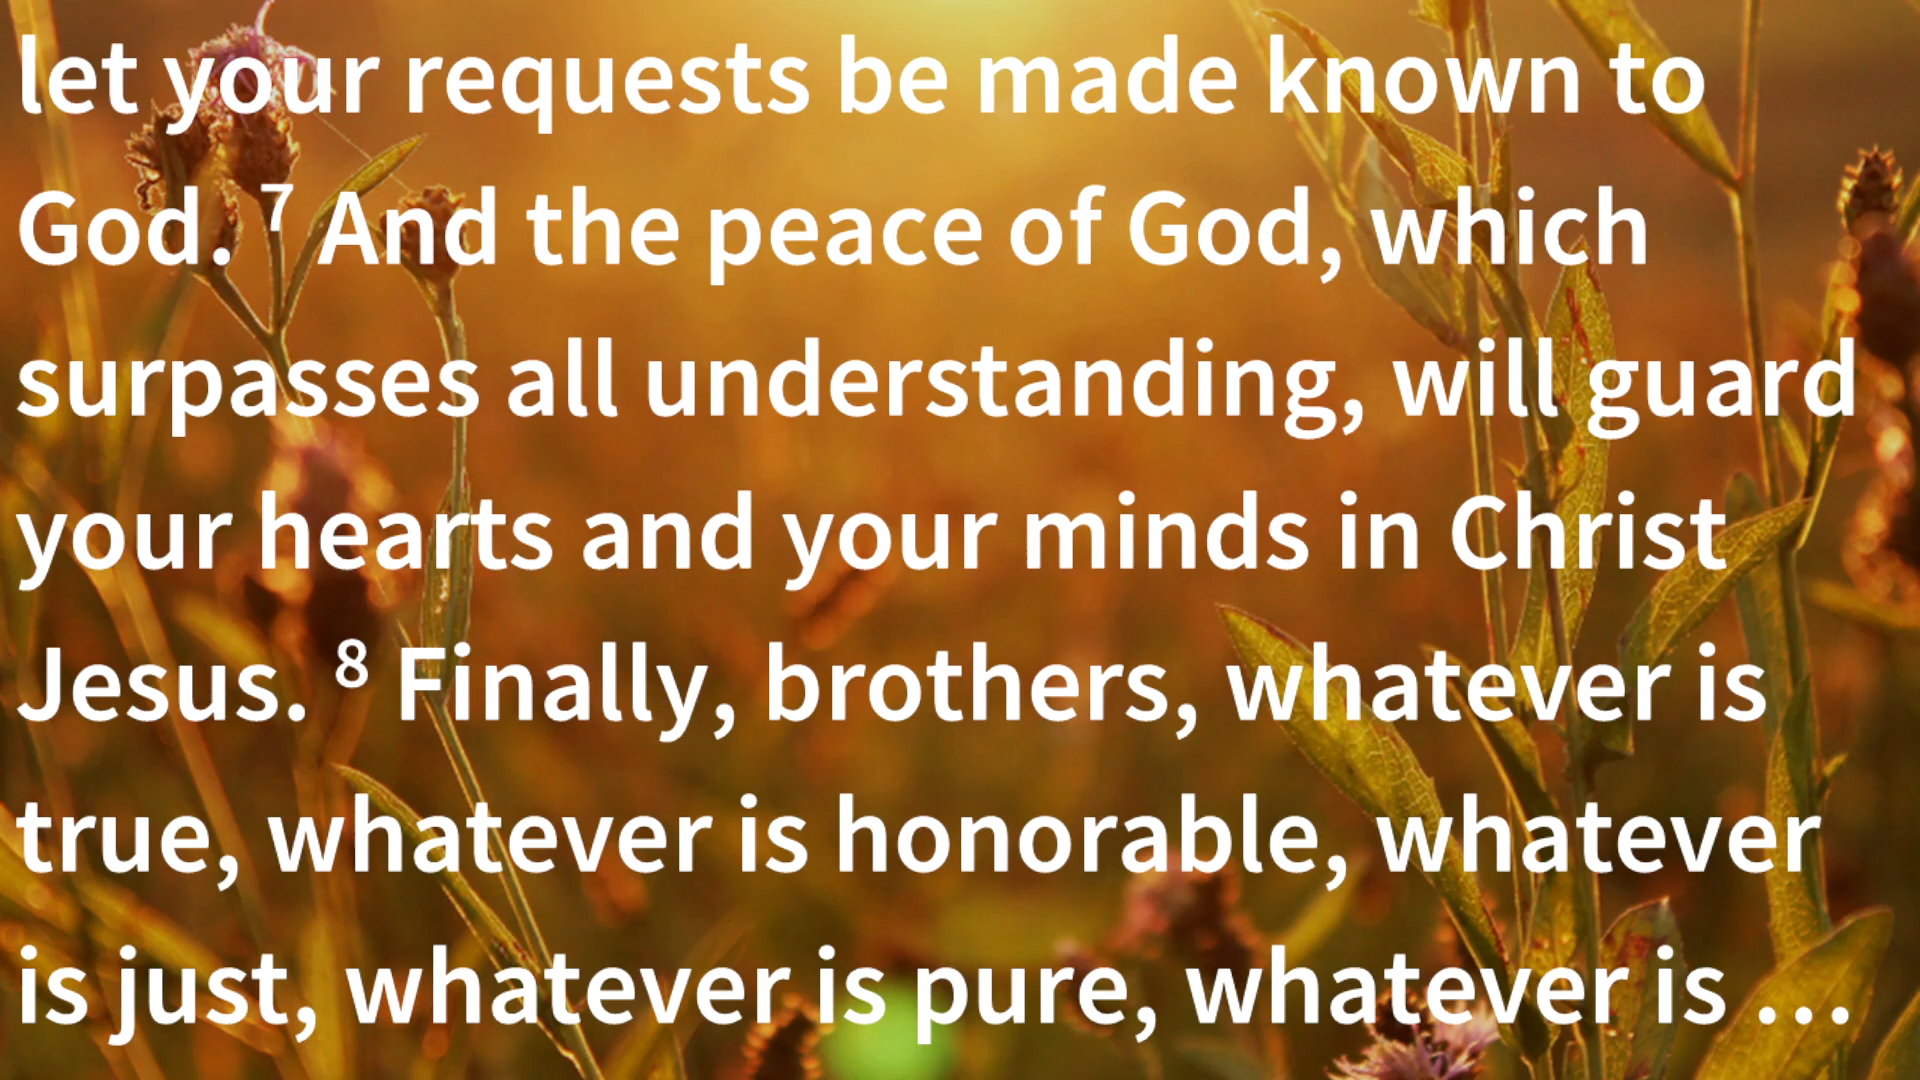 let your requests be made known to
God. ⁷ And the peace of God, which
surpasses all understanding, will guard
your hearts and your minds in Christ
Jesus. ⁸ Finally, brothers, whatever is
true, whatever is honorable, whatever
is just, whatever is pure, whatever is …